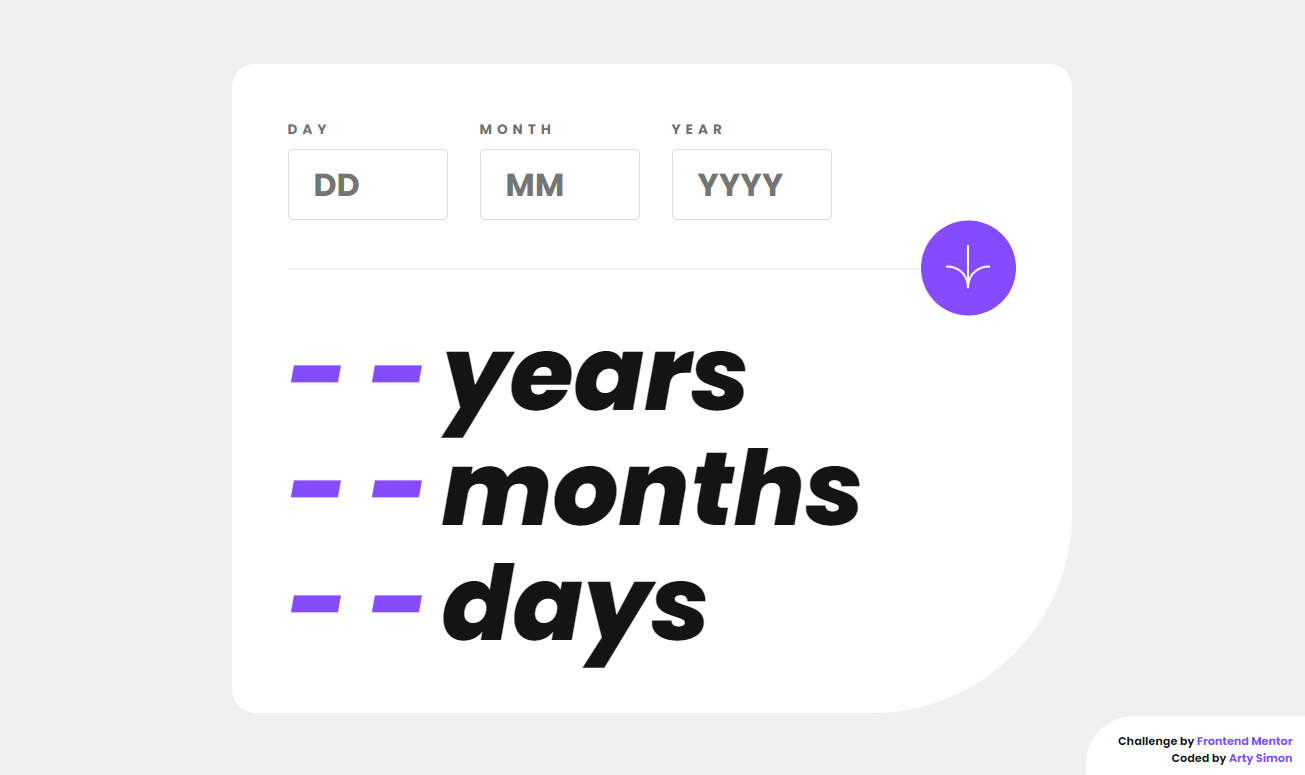 DAY MONTH YEAR
DD MM YYYY
-- years
-- months
-- days
Challenge by Frontend Mentor
Coded by Arty Simon